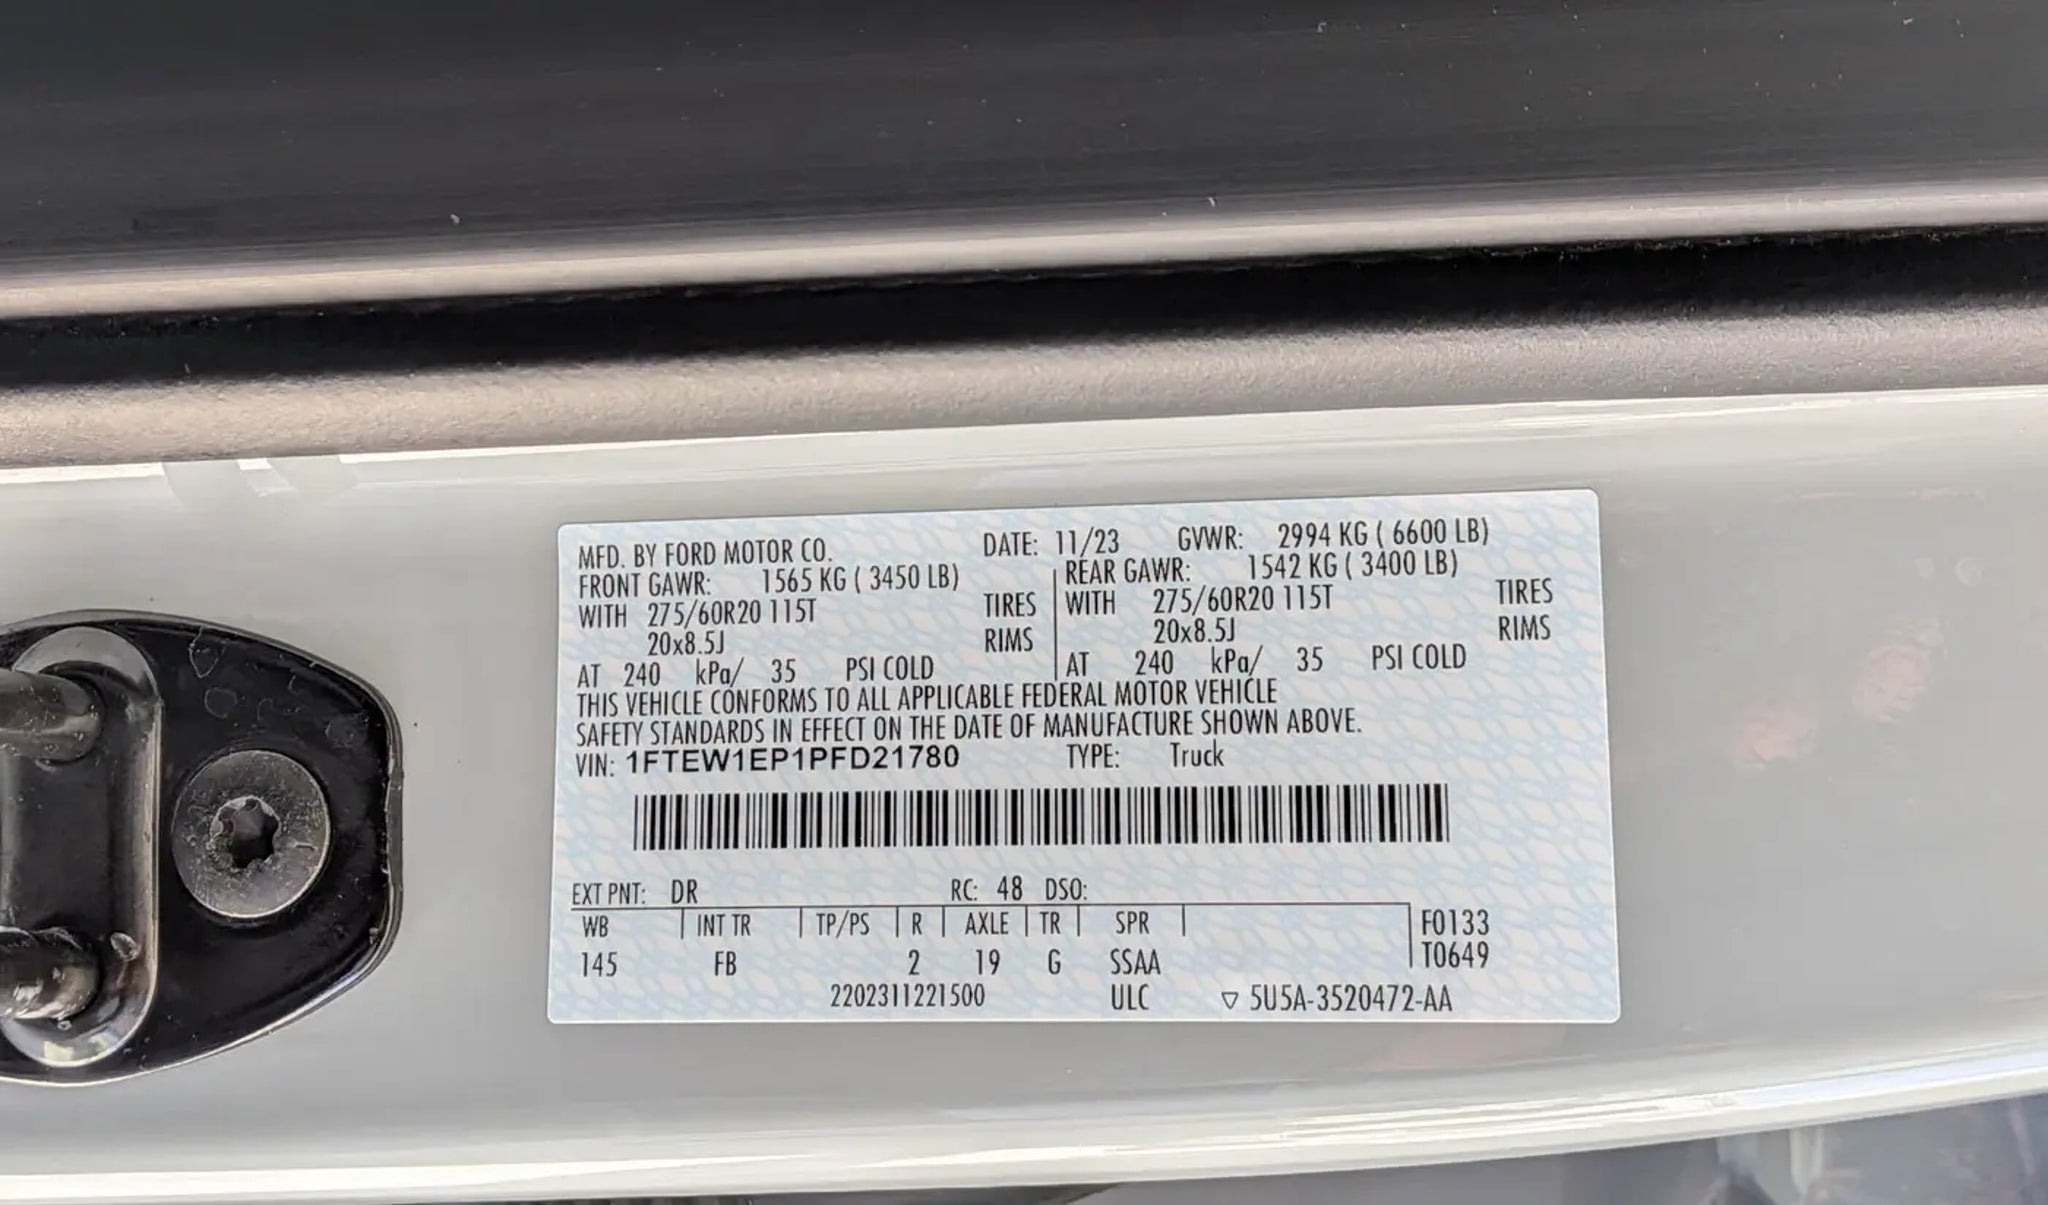 MFD. BY FORD MOTOR CO. DATE: 11/23 GVWR: 2994 KG ( 6600 LB)
FRONT GAWR: 1565 KG ( 3450 LB) REAR GAWR: 1542 KG ( 3400 LB)
WITH 275/60R20 115T TIRES WITH 275/60R20 115T TIRES
20x8.5J RIMS 20x8.5J RIMS
AT 240 kPa/ 35 PSI COLD AT 240 kPa/ 35 PSI COLD
THIS VEHICLE CONFORMS TO ALL APPLICABLE FEDERAL MOTOR VEHICLE
SAFETY STANDARDS IN EFFECT ON THE DATE OF MANUFACTURE SHOWN ABOVE.
VIN: 1FTEW1EP1PFD21780 TYPE: Truck
EXT PNT: DR RC: 48 DSO:
WB INT TR TP/PS R AXLE TR SPR F0133
145 FB 2 19 G SSAA T0649
2202311221500 ULC ▽ 5U5A-3520472-AA